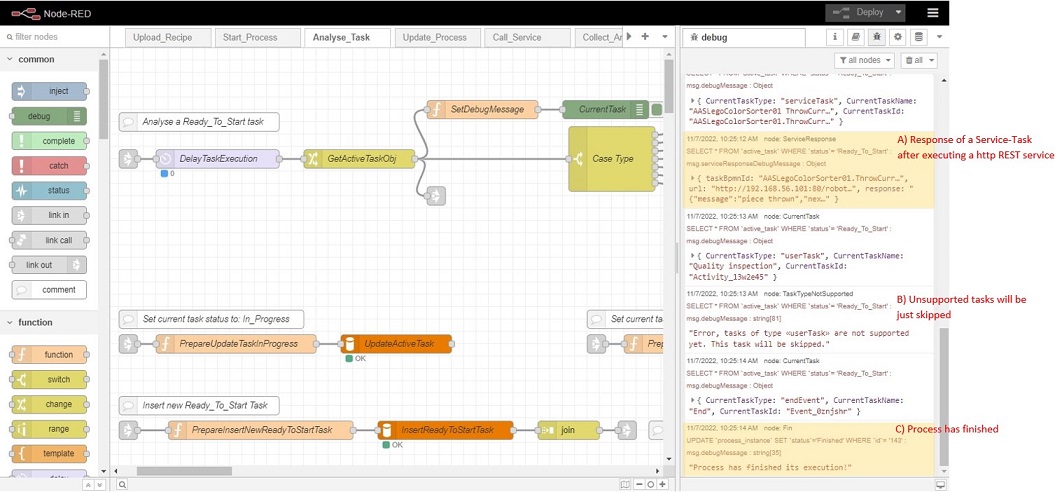 Node-RED
Deploy
filter nodes
Upload_Recipe
Start_Process
Analyse_Task
Update_Process
Call_Service
Collect_Ar
debug
all nodes
all
common
inject
debug
complete
catch
status
link in
link call
link out
comment
function
function
switch
change
range
template
delay
Analyse a Ready_To_Start task
DelayTaskExecution
0
GetActiveTaskObj
SetDebugMessage
CurrentTask
Case Type
Set current task status to: In_Progress
PrepareUpdateTaskInProgress
UpdateActiveTask
OK
Set current ta
Prep
Insert new Ready_To_Start Task
PrepareInsertNewReadyToStartTask
InsertReadyToStartTask
OK
join
SELECT * FROM `active_task` WHERE `status`= 'Ready_To_Start' :
msg.debugMessage : Object
{ CurrentTaskType: "serviceTask", CurrentTaskName:
"AASLegoColorSorter01 ThrowCurr…", CurrentTaskId:
"AASLegoColorSorter01.ThrowCurr…" }
11/7/2022, 10:25:12 AM node: ServiceResponse
SELECT * FROM `active_task` WHERE `status`= 'Ready_To_Start' :
msg.serviceResponseDebugMessage : Object
{ taskBpmnId: "AASLegoColorSorter01.ThrowCurr…",
url: "http://192.168.56.101:80/robot…", response: "
{"message":"piece thrown","nex…" }
11/7/2022, 10:25:13 AM node: CurrentTask
SELECT * FROM `active_task` WHERE `status`= 'Ready_To_Start' :
msg.debugMessage : Object
{ CurrentTaskType: "userTask", CurrentTaskName:
"Quality inspection", CurrentTaskId:
"Activity_13w2e45" }
11/7/2022, 10:25:13 AM node: TaskTypeNotSupported
SELECT * FROM `active_task` WHERE `status`= 'Ready_To_Start' :
msg.debugMessage : string[81]
"Error, tasks of type «userTask» are not supported
yet. This task will be skipped."
11/7/2022, 10:25:14 AM node: CurrentTask
SELECT * FROM `active_task` WHERE `status`= 'Ready_To_Start' :
msg.debugMessage : Object
{ CurrentTaskType: "endEvent", CurrentTaskName:
"End", CurrentTaskId: "Event_0znjshr" }
11/7/2022, 10:25:14 AM node: Fin
UPDATE `process_instance` SET `status`='Finished' WHERE `id`= '143' :
msg.debugMessage : string[35]
"Process has finished its execution!"
A) Response of a Service-Task
after executing a http REST service
B) Unsupported tasks will be
just skipped
C) Process has finished